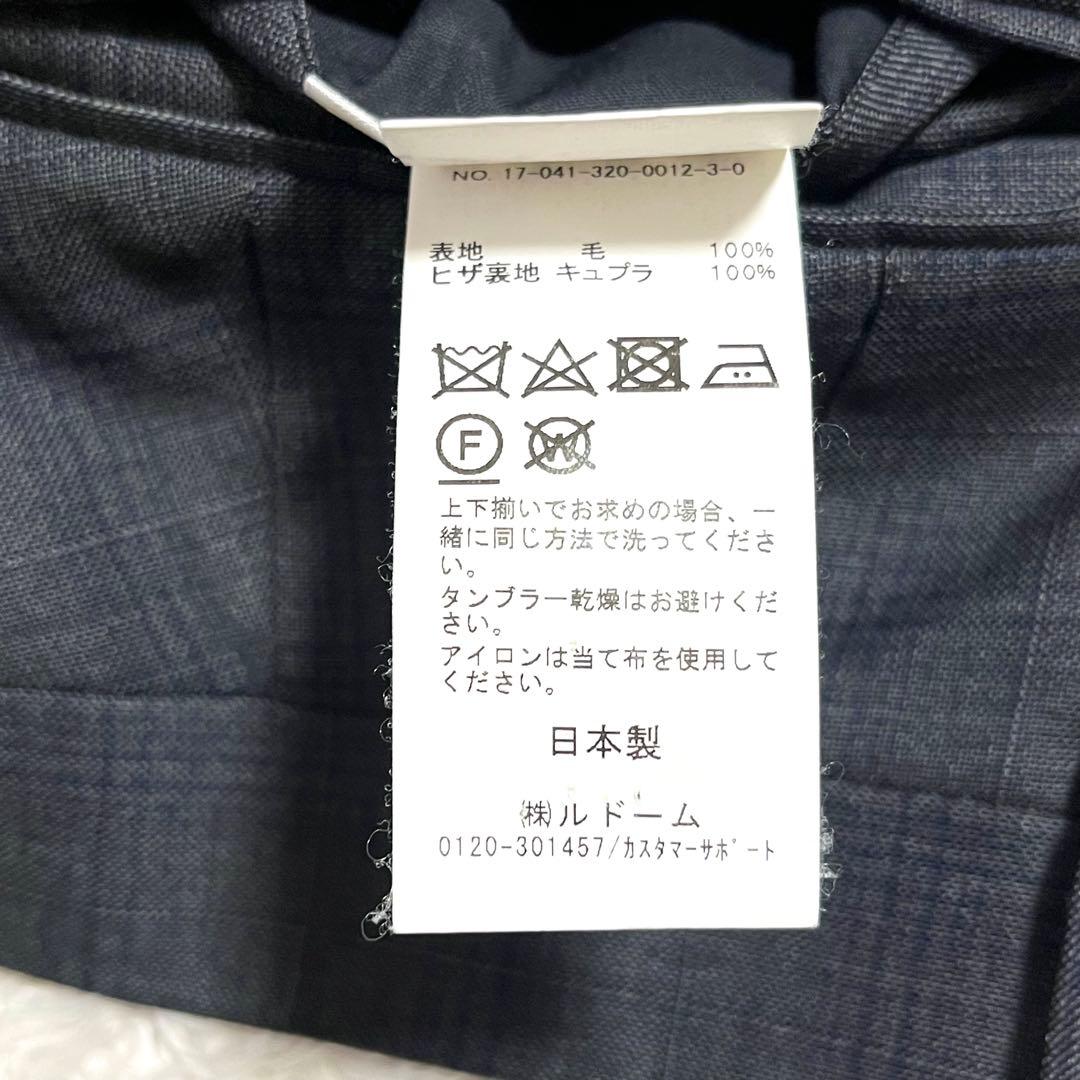 NO. 17-041-320-0012-3-0
表地 毛 100%
ヒザ裏地 キュプラ 100%
F W
上下揃いでお求めの場合、一
緒に同じ方法で洗ってくださ
い。
タンブラー乾燥はお避けくだ
さい。
アイロンは当て布を使用して
ください。
日本製
㈱ルドーム
0120-301457/ｶｽﾀﾏｰｻﾎﾟｰﾄ